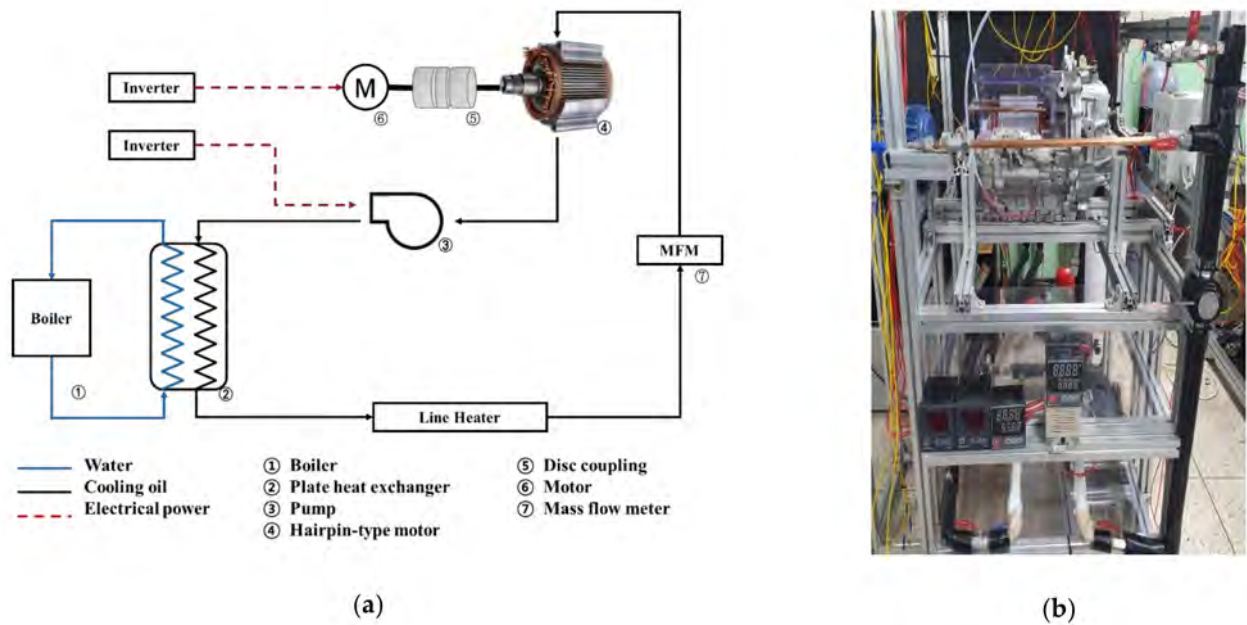 Inverter
M
⑥
⑤
④
Inverter
③
MFM
⑦
Boiler
①
②
Line Heater
Water
Cooling oil
Electrical power
① Boiler
② Plate heat exchanger
③ Pump
④ Hairpin-type motor
⑤ Disc coupling
⑥ Motor
⑦ Mass flow meter
(a)
(b)